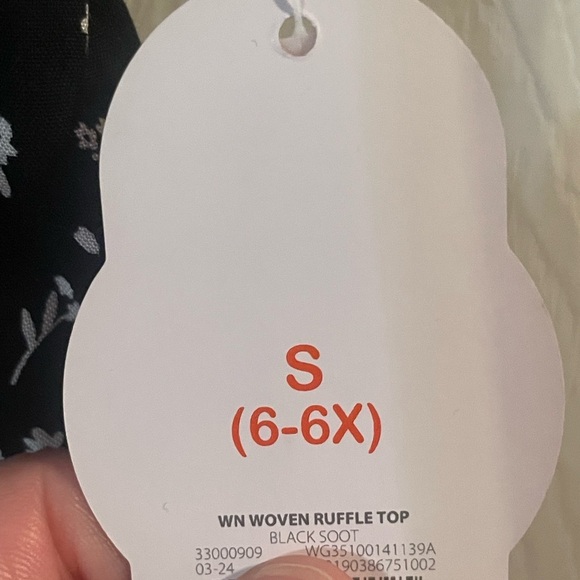 S
(6-6X)
WN WOVEN RUFFLE TOP
BLACK SOOT
33000909 WG35100141139A
03-24 190386751002